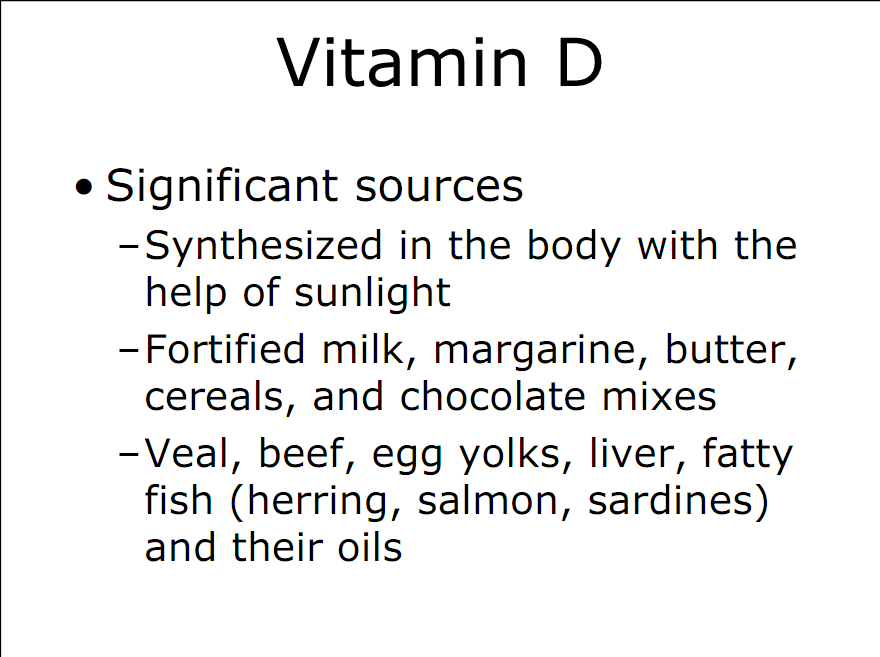 Vitamin D
• Significant sources
–Synthesized in the body with the
help of sunlight
–Fortified milk, margarine, butter,
cereals, and chocolate mixes
–Veal, beef, egg yolks, liver, fatty
fish (herring, salmon, sardines)
and their oils